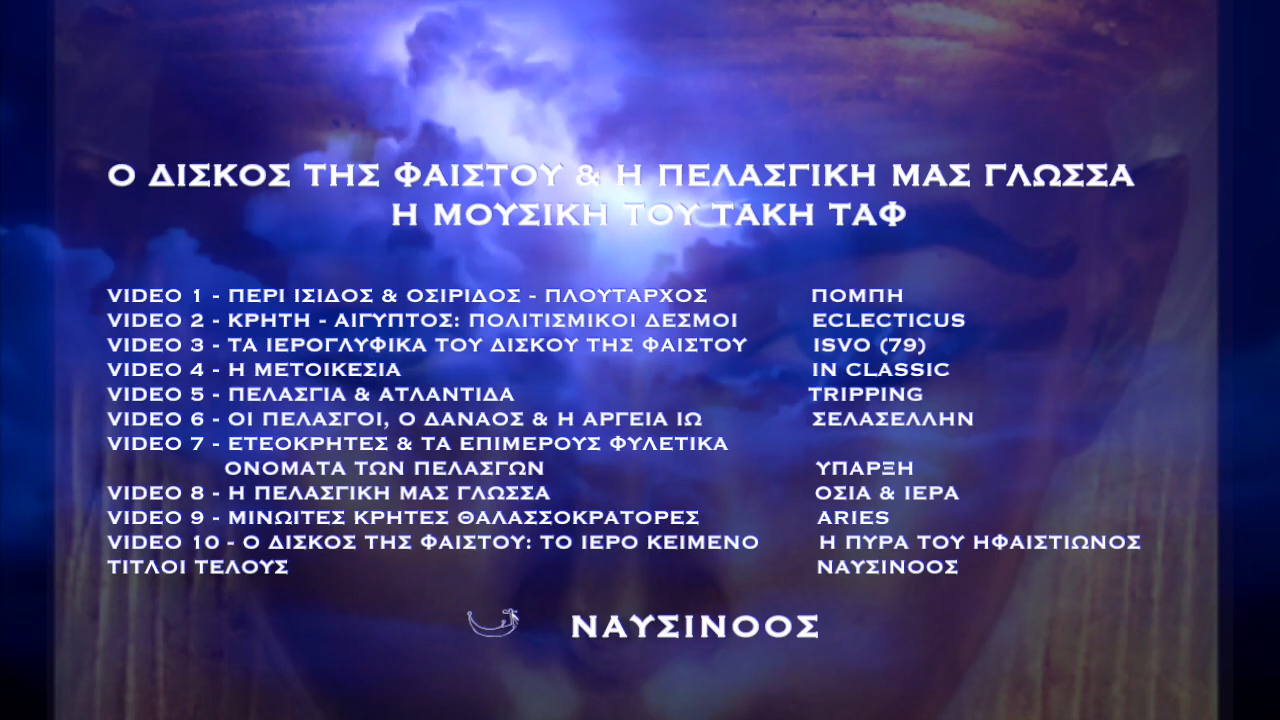 Ο ΔΙΣΚΟΣ ΤΗΣ ΦΑΙΣΤΟΥ & Η ΠΕΛΑΣΓΙΚΗ ΜΑΣ ΓΛΩΣΣΑ
Η ΜΟΥΣΙΚΗ ΤΟΥ ΤΑΚΗ ΤΑΦ
VIDEO 1 - ΠΕΡΙ ΙΣΙΔΟΣ & ΟΣΙΡΙΔΟΣ - ΠΛΟΥΤΑΡΧΟΣ ΠΟΜΠΗ
VIDEO 2 - ΚΡΗΤΗ - ΑΙΓΥΠΤΟΣ: ΠΟΛΙΤΙΣΜΙΚΟΙ ΔΕΣΜΟΙ ECLECTICUS
VIDEO 3 - ΤΑ ΙΕΡΟΓΛΥΦΙΚΑ ΤΟΥ ΔΙΣΚΟΥ ΤΗΣ ΦΑΙΣΤΟΥ ISVO (79)
VIDEO 4 - Η ΜΕΤΟΙΚΕΣΙΑ IN CLASSIC
VIDEO 5 - ΠΕΛΑΣΓΙΑ & ΑΤΛΑΝΤΙΔΑ TRIPPING
VIDEO 6 - ΟΙ ΠΕΛΑΣΓΟΙ, Ο ΔΑΝΑΟΣ & Η ΑΡΓΕΙΑ ΙΩ ΣΕΛΑΣΕΛΛΗΝ
VIDEO 7 - ΕΤΕΟΚΡΗΤΕΣ & ΤΑ ΕΠΙΜΕΡΟΥΣ ΦΥΛΕΤΙΚΑ
ΟΝΟΜΑΤΑ ΤΩΝ ΠΕΛΑΣΓΩΝ ΥΠΑΡΞΗ
VIDEO 8 - Η ΠΕΛΑΣΓΙΚΗ ΜΑΣ ΓΛΩΣΣΑ ΟΣΙΑ & ΙΕΡΑ
VIDEO 9 - ΜΙΝΩΙΤΕΣ ΚΡΗΤΕΣ ΘΑΛΑΣΣΟΚΡΑΤΟΡΕΣ ARIES
VIDEO 10 - Ο ΔΙΣΚΟΣ ΤΗΣ ΦΑΙΣΤΟΥ: ΤΟ ΙΕΡΟ ΚΕΙΜΕΝΟ Η ΠΥΡΑ ΤΟΥ ΗΦΑΙΣΤΙΩΝΟΣ
ΤΙΤΛΟΙ ΤΕΛΟΥΣ ΝΑΥΣΙΝΟΟΣ
ΝΑΥΣΙΝΟΟΣ